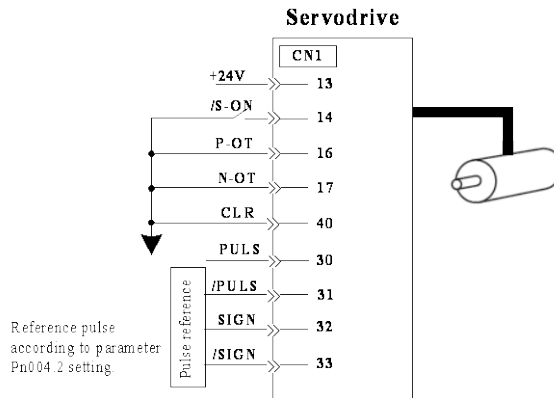 Servodrive
CN1
+24V 13
/S-ON 14
P-OT 16
N-OT 17
CLR 40
PULS 30
/PULS 31
SIGN 32
/SIGN 33
Pulse reference
Reference pulse
according to parameter
Pn004.2 setting.